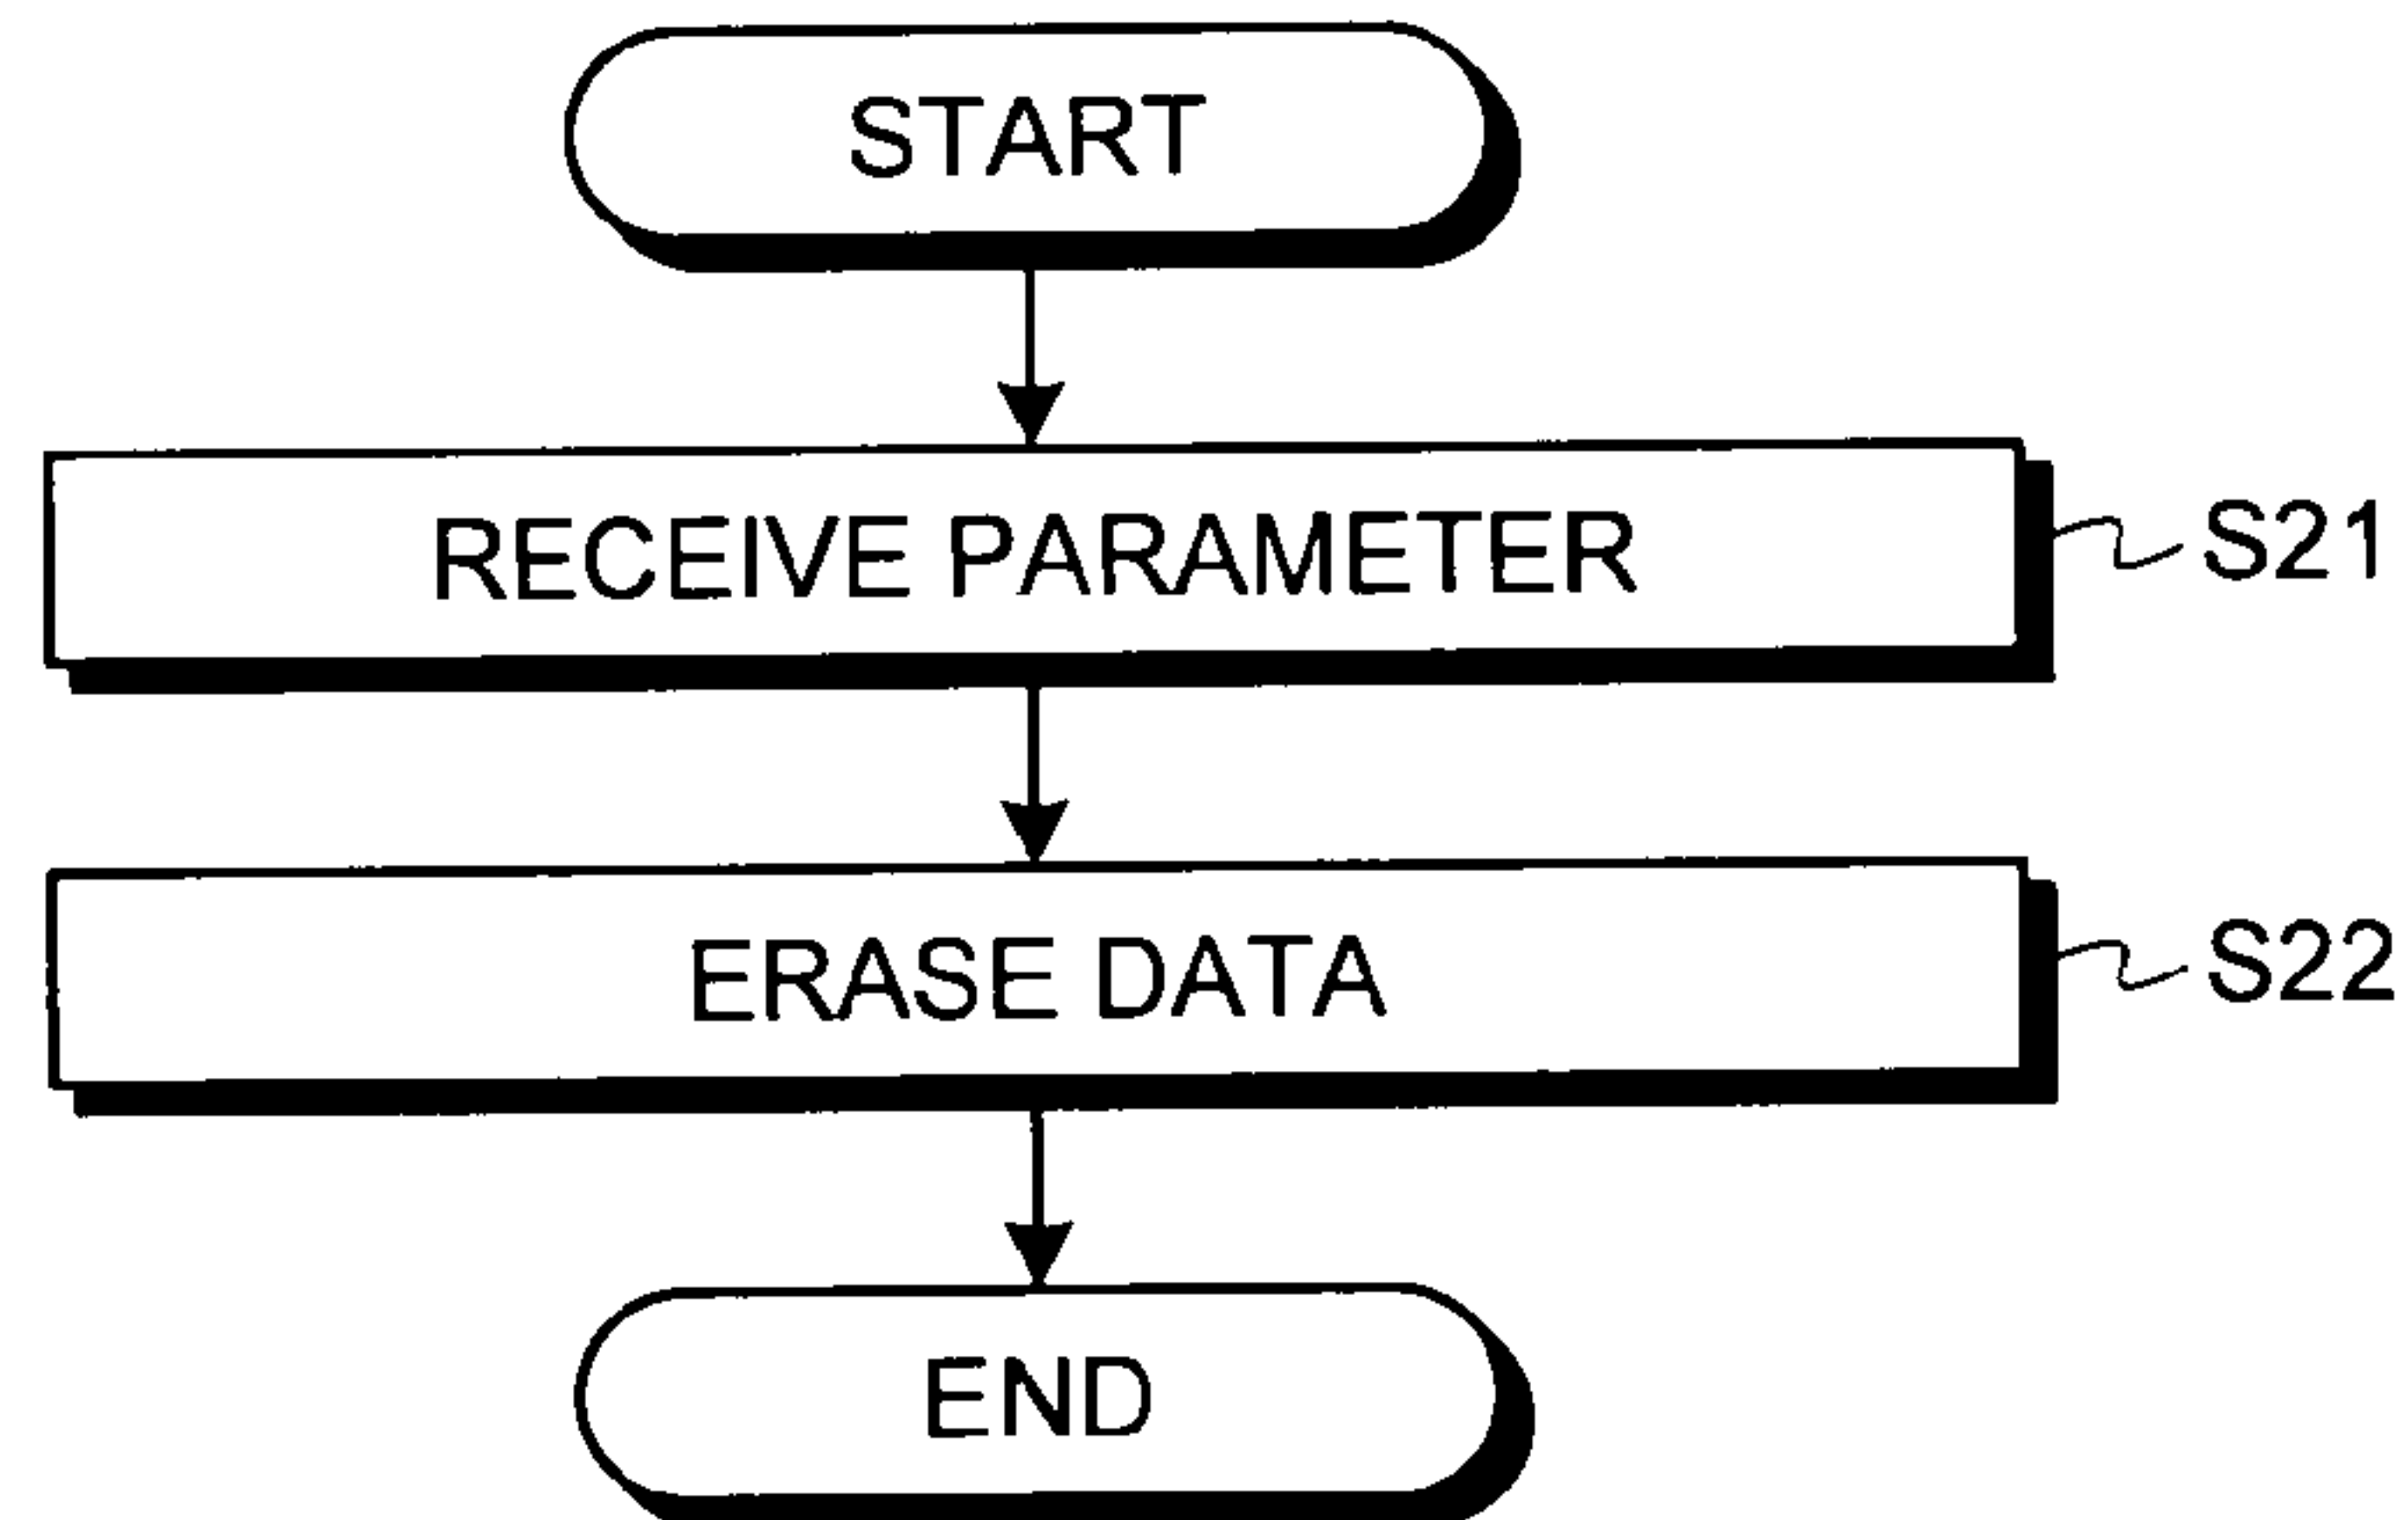 START
RECEIVE PARAMETER
S21
ERASE DATA
S22
END